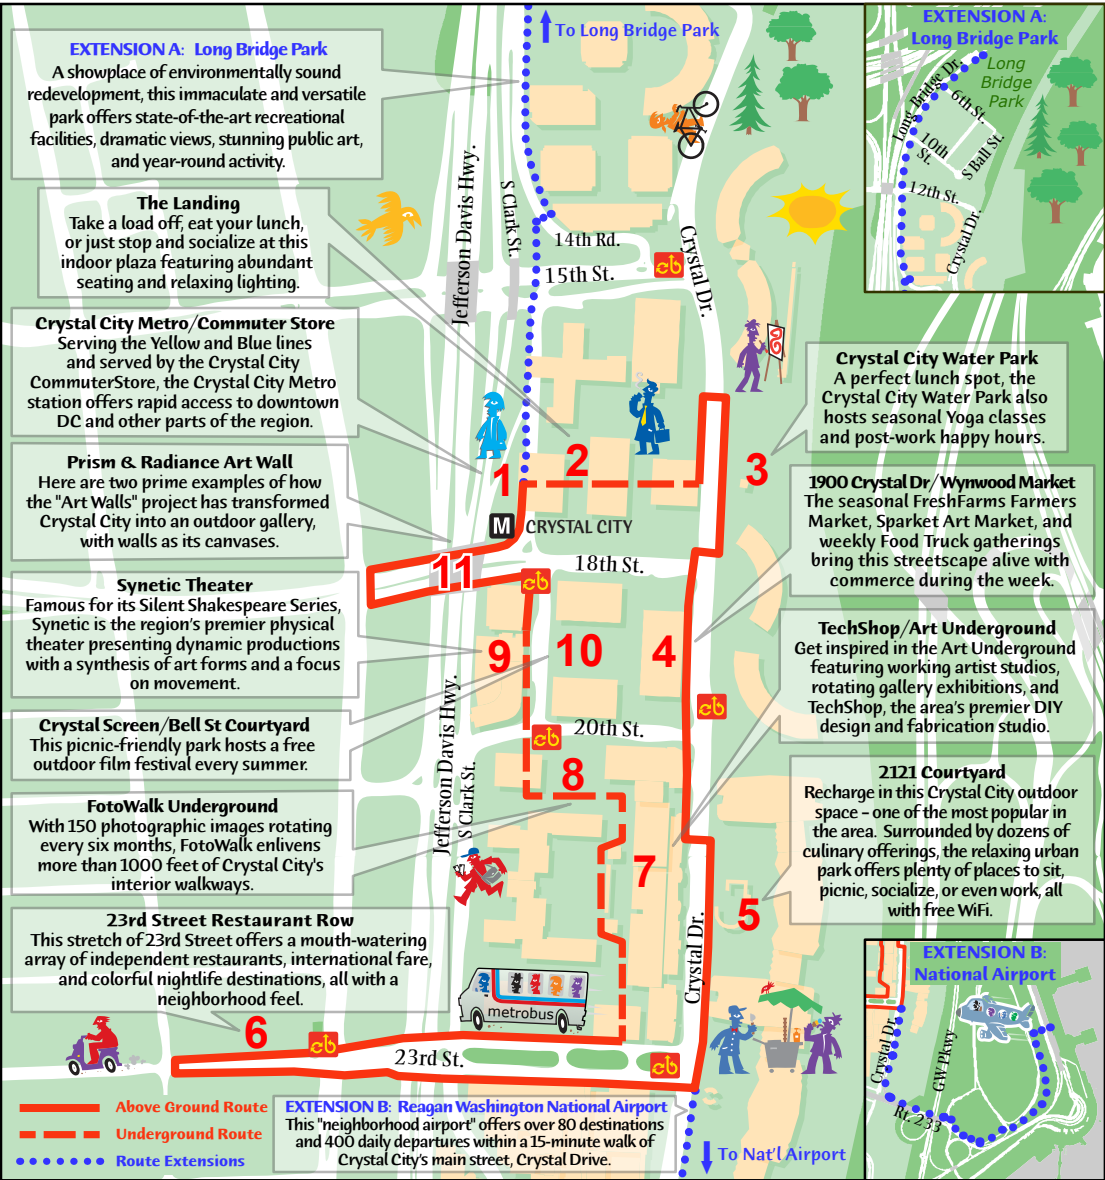 EXTENSION A: Long Bridge Park
A showplace of environmentally sound
redevelopment, this immaculate and versatile
park offers state-of-the-art recreational
facilities, dramatic views, stunning public art,
and year-round activity.
To Long Bridge Park
EXTENSION A:
Long Bridge Park
Long
Bridge
Park
Long Bridge Dr.
6th St.
10th
St.
S Ball St.
12th St.
Crystal Dr.
The Landing
Take a load off, eat your lunch,
or just stop and socialize at this
indoor plaza featuring abundant
seating and relaxing lighting.
Jefferson Davis Hwy.
S Clark St.
14th Rd.
15th St.
cb
Crystal Dr.
Crystal City Metro/Commuter Store
Serving the Yellow and Blue lines
and served by the Crystal City
CommuterStore, the Crystal City Metro
station offers rapid access to downtown
DC and other parts of the region.
Crystal City Water Park
A perfect lunch spot, the
Crystal City Water Park also
hosts seasonal Yoga classes
and post-work happy hours.
Prism & Radiance Art Wall
Here are two prime examples of how
the "Art Walls" project has transformed
Crystal City into an outdoor gallery,
with walls as its canvases.
1
2
3
M CRYSTAL CITY
1900 Crystal Dr/Wynwood Market
The seasonal FreshFarms Farmers
Market, Sparket Art Market, and
weekly Food Truck gatherings
bring this streetscape alive with
commerce during the week.
11
18th St.
cb
Synetic Theater
Famous for its Silent Shakespeare Series,
Synetic is the region's premier physical
theater presenting dynamic productions
with a synthesis of art forms and a focus
on movement.
9
10
4
TechShop/Art Underground
Get inspired in the Art Underground
featuring working artist studios,
rotating gallery exhibitions, and
TechShop, the area's premier DIY
design and fabrication studio.
cb
Crystal Screen/Bell St Courtyard
This picnic-friendly park hosts a free
outdoor film festival every summer.
Jefferson Davis Hwy.
S Clark St.
cb
20th St.
8
2121 Courtyard
Recharge in this Crystal City outdoor
space – one of the most popular in
the area. Surrounded by dozens of
culinary offerings, the relaxing urban
park offers plenty of places to sit,
picnic, socialize, or even work, all
with free WiFi.
FotoWalk Underground
With 150 photographic images rotating
every six months, FotoWalk enlivens
more than 1000 feet of Crystal City's
interior walkways.
7
5
Crystal Dr.
23rd Street Restaurant Row
This stretch of 23rd Street offers a mouth-watering
array of independent restaurants, international fare,
and colorful nightlife destinations, all with a
neighborhood feel.
metrobus
6
cb
23rd St.
cb
EXTENSION B:
National Airport
Crystal Dr.
GW Pkwy
Rt. 233
Above Ground Route
Underground Route
Route Extensions
EXTENSION B: Reagan Washington National Airport
This "neighborhood airport" offers over 80 destinations
and 400 daily departures within a 15-minute walk of
Crystal City's main street, Crystal Drive.
To Nat'l Airport